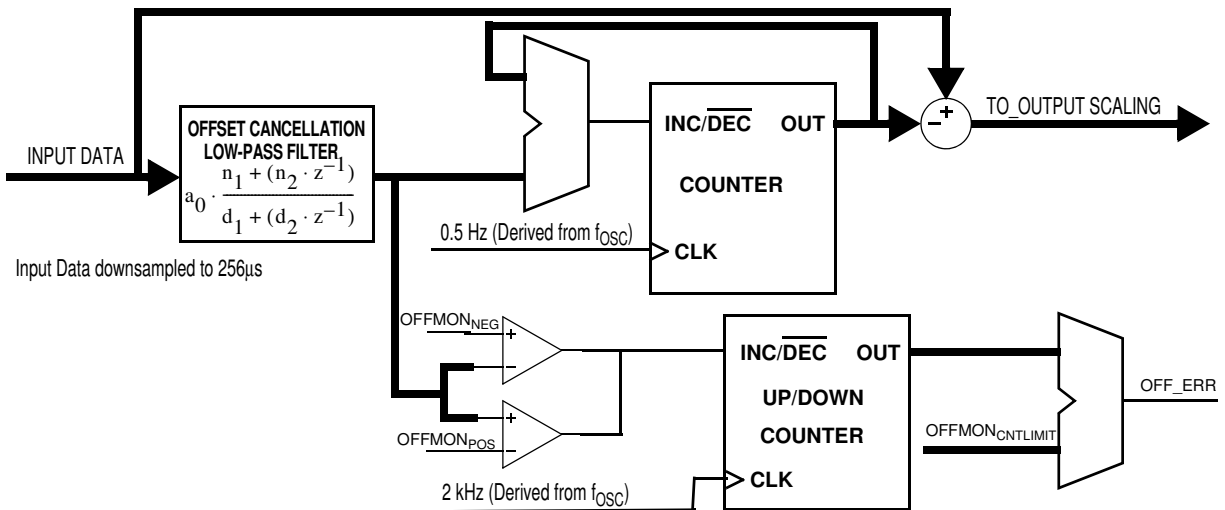 INPUT DATA
OFFSET CANCELLATION
LOW-PASS FILTER
a₀ · (n₁ + (n₂ · z⁻¹)) / (d₁ + (d₂ · z⁻¹))
Input Data downsampled to 256μs
INC/D̅E̅C̅ OUT
COUNTER
0.5 Hz (Derived from fOSC)
CLK
− +
TO_OUTPUT SCALING
OFFMONNEG
+
−
+
OFFMONPOS
−
INC/D̅E̅C̅ OUT
UP/DOWN
COUNTER
2 kHz (Derived from fOSC)
CLK
OFFMONCNTLIMIT
OFF_ERR